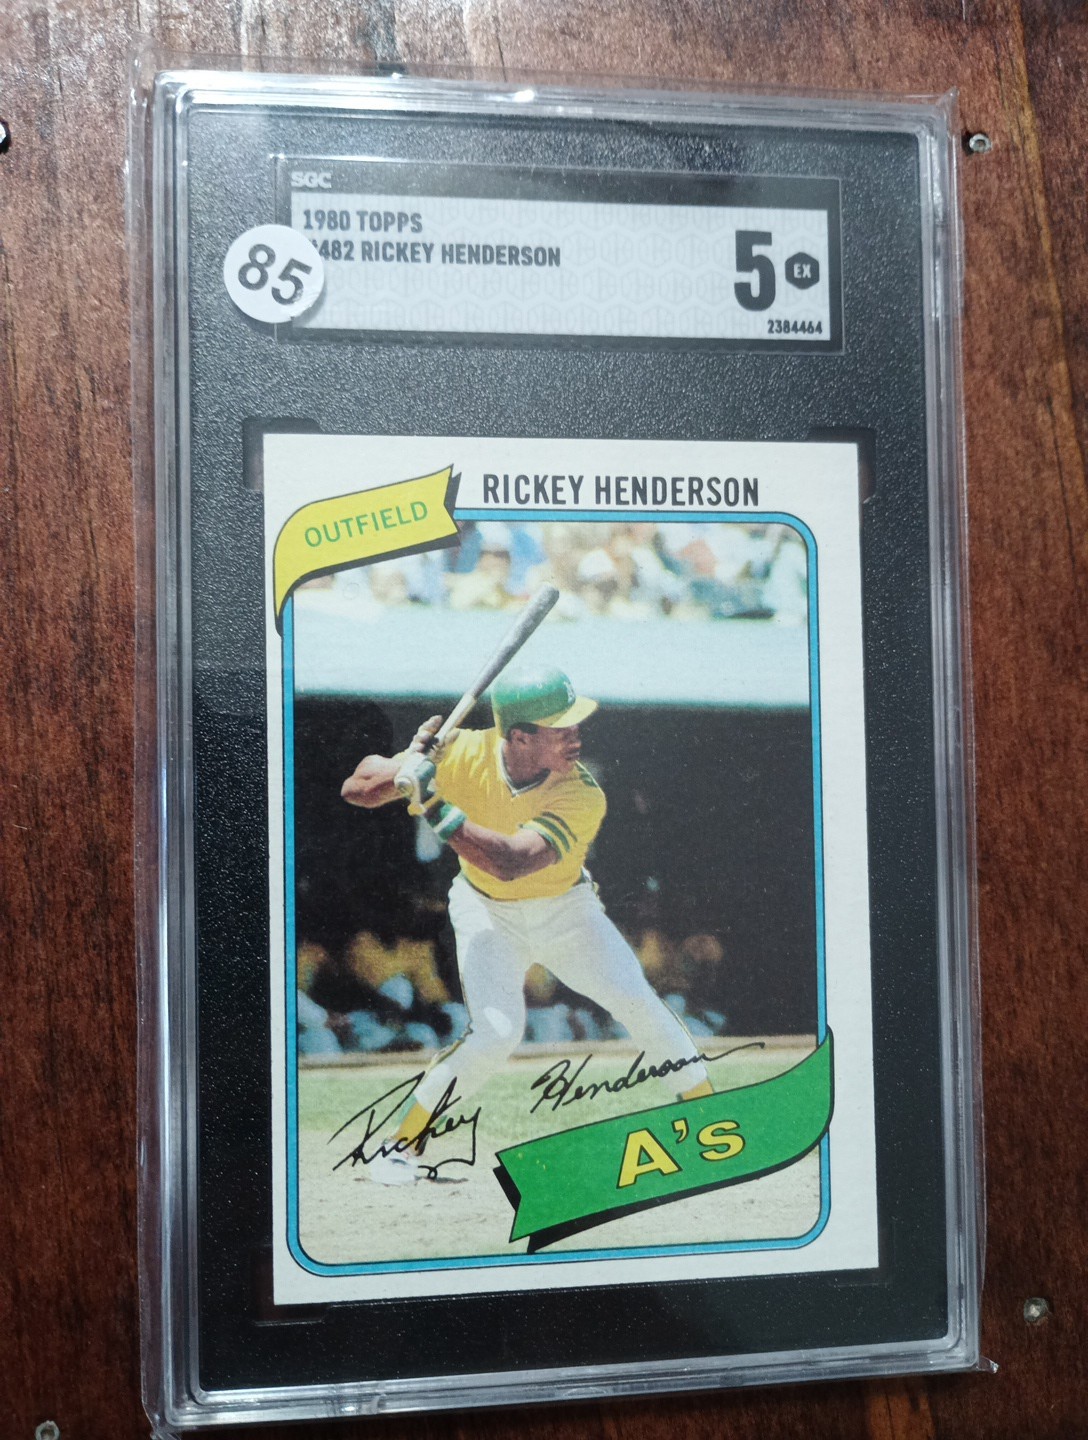 SGC
1980 TOPPS
482 RICKEY HENDERSON
5 EX
2384464
85
RICKEY HENDERSON
OUTFIELD
A
Rickey Henderson
A's